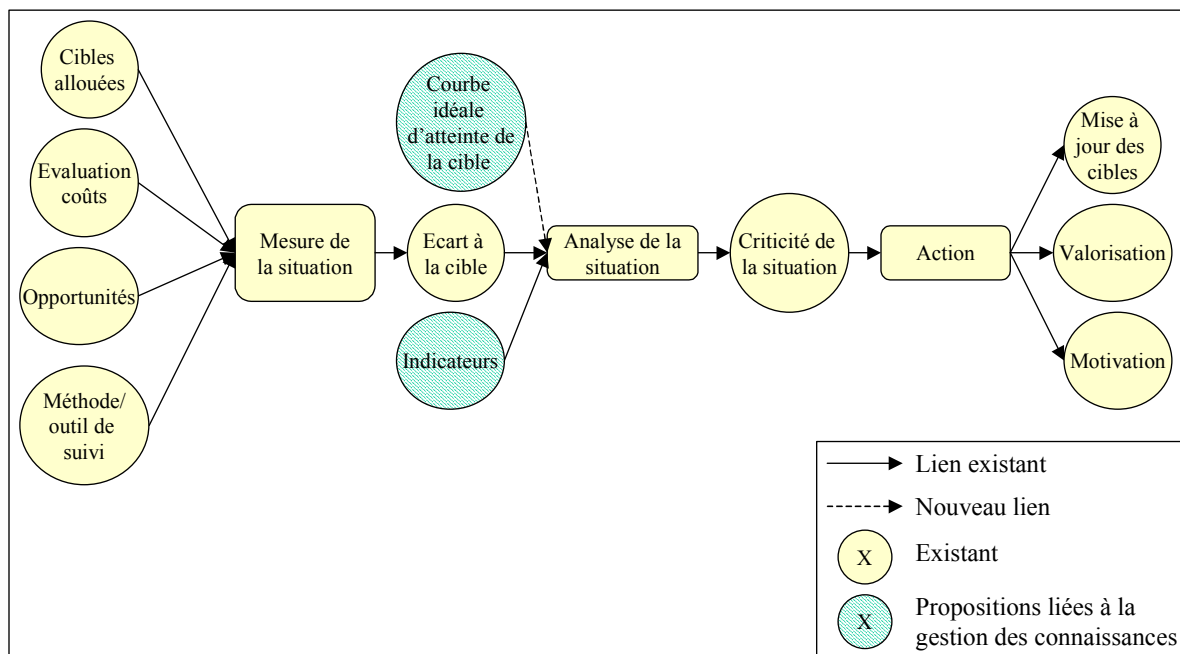 Cibles
allouées
Evaluation
coûts
Opportunités
Méthode/
outil de
suivi
Mesure de
la situation
Courbe
idéale
d’atteinte de
la cible
Ecart à
la cible
Indicateurs
Analyse de la
situation
Criticité de
la situation
Action
Mise à
jour des
cibles
Valorisation
Motivation
Lien existant
Nouveau lien
X
Existant
X
Propositions liées à la
gestion des connaissances